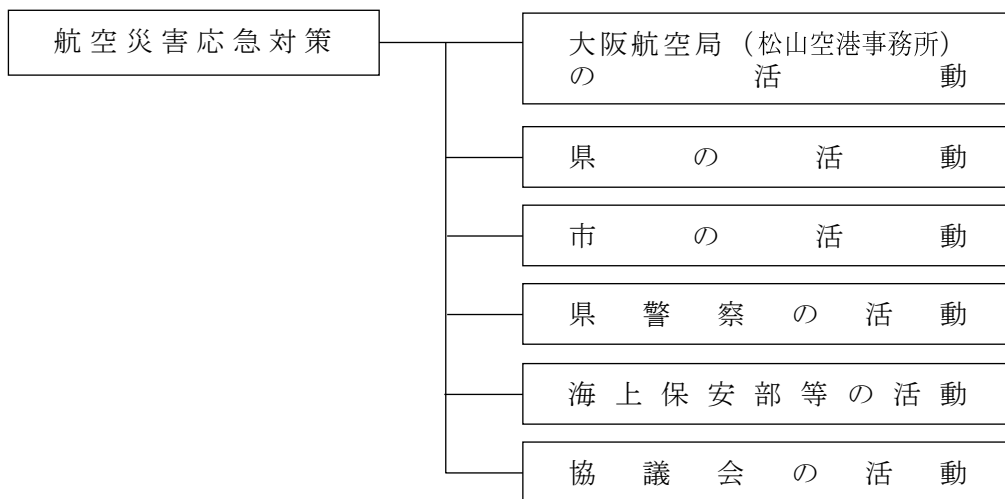 航空災害応急対策
大阪航空局（松山空港事務所）
の活動
県の活動
市の活動
県警察の活動
海上保安部等の活動
協議会の活動